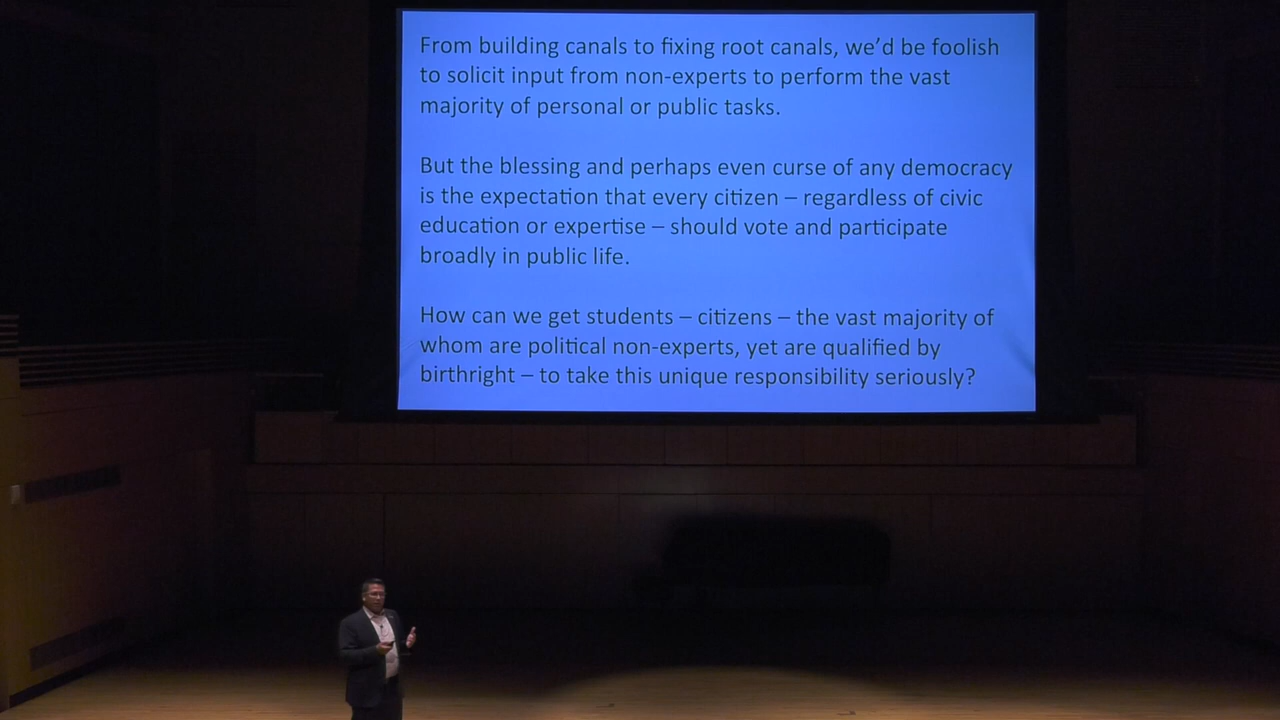 From building canals to fixing root canals, we’d be foolish
to solicit input from non-experts to perform the vast
majority of personal or public tasks.
But the blessing and perhaps even curse of any democracy
is the expectation that every citizen – regardless of civic
education or expertise – should vote and participate
broadly in public life.
How can we get students – citizens – the vast majority of
whom are political non-experts, yet are qualified by
birthright – to take this unique responsibility seriously?